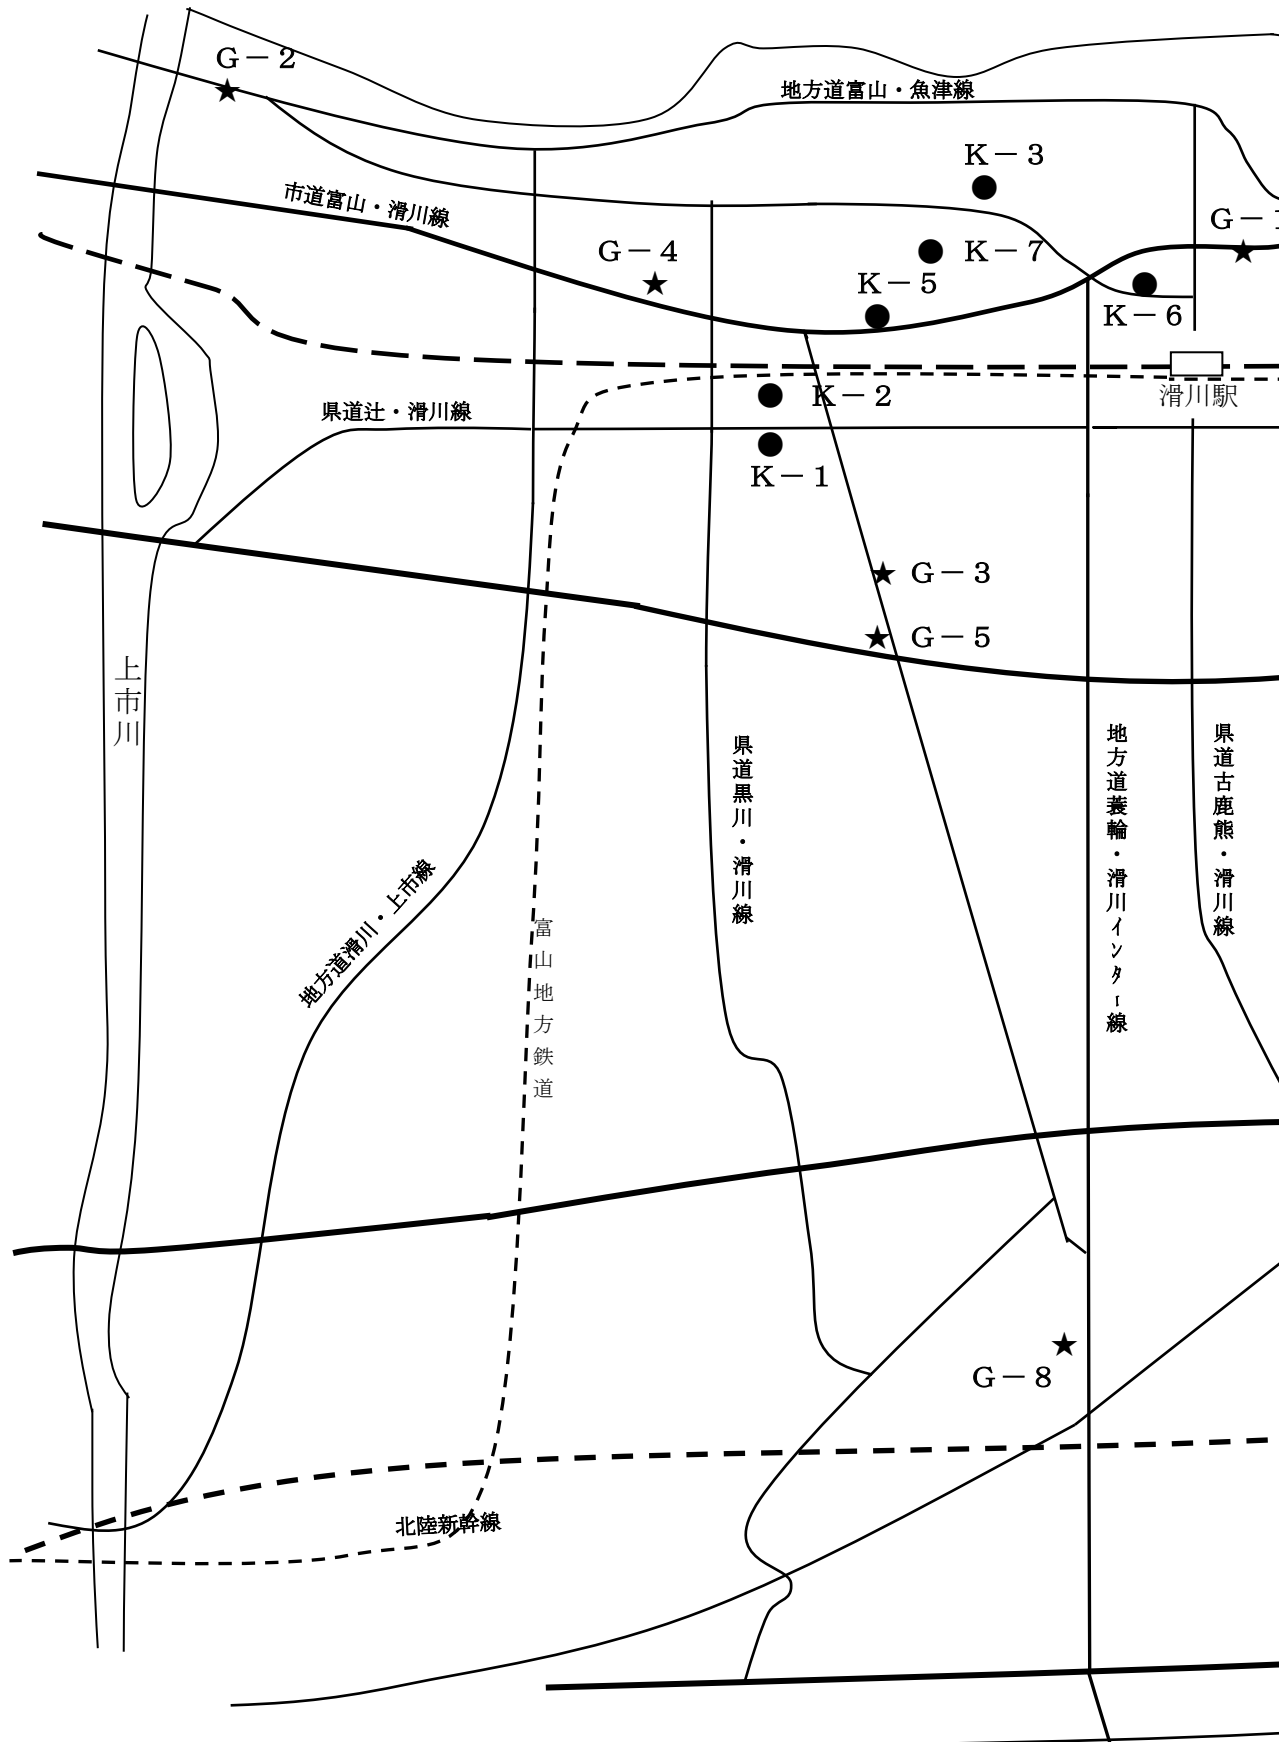 G－2
地方道富山・魚津線
K－3
市道富山・滑川線
G－1
G－4
K－7
K－5
K－6
K－2
滑川駅
県道辻・滑川線
K－1
G－3
G－5
上市川
県道黒川・滑川線
地方道蓑輪・滑川インター線
県道古鹿熊・滑川線
地方道滑川・上市線
富山地方鉄道
G－8
北陸新幹線